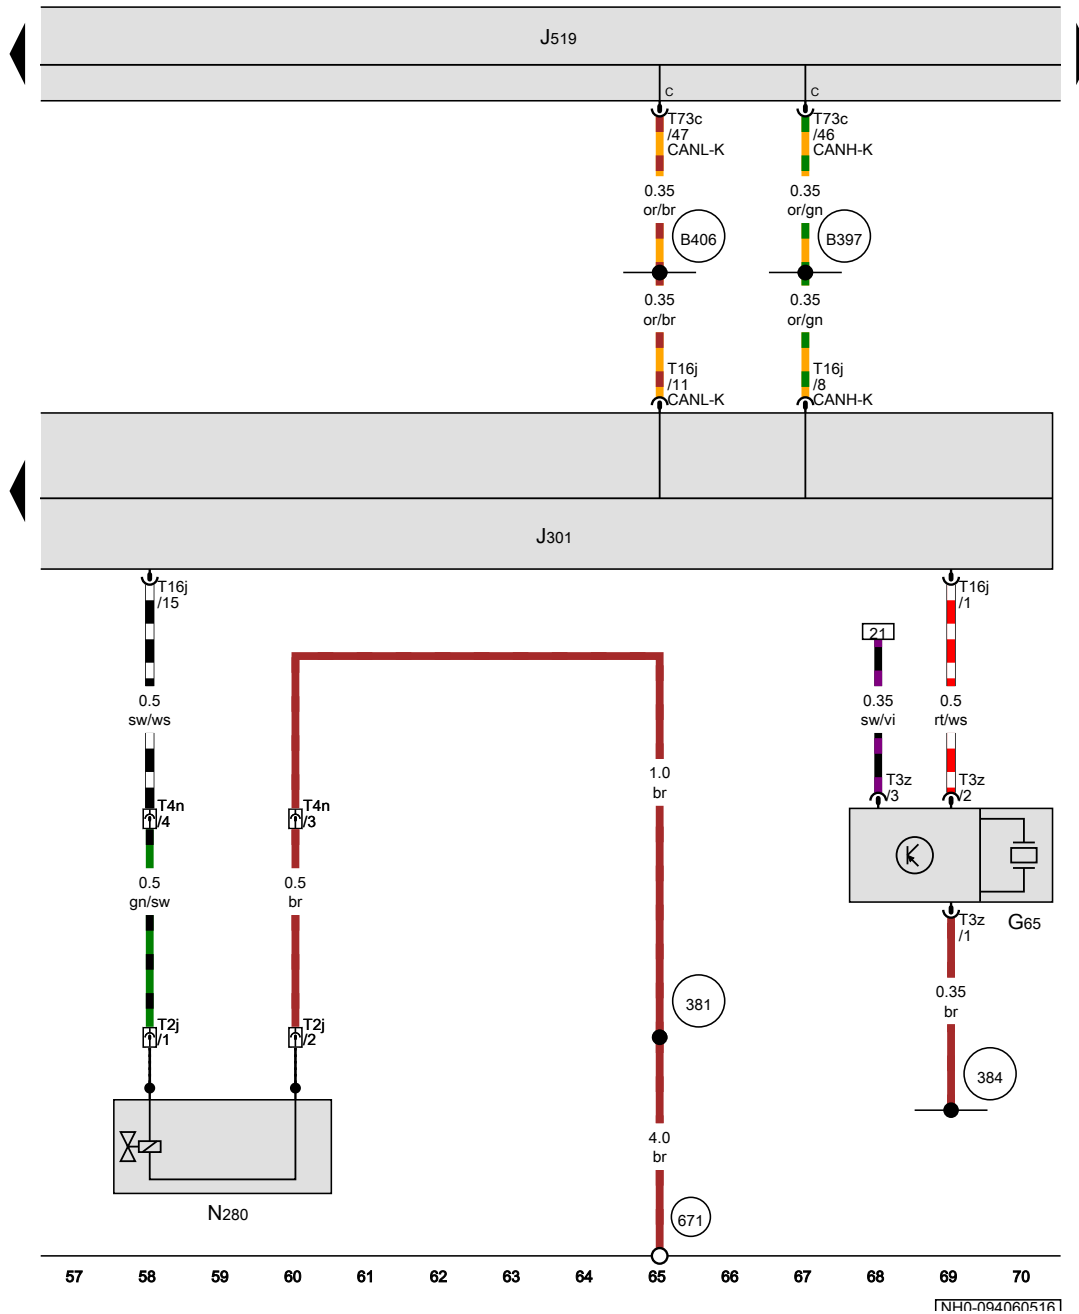 J519
c
c
T73c
/47
CANL-K
T73c
/46
CANH-K
0.35
or/br
0.35
or/gn
B406
B397
0.35
or/br
0.35
or/gn
T16j
/11
CANL-K
T16j
/8
CANH-K
J301
T16j
/15
T16j
/1
21
0.5
sw/ws
0.35
sw/vi
0.5
rt/ws
1.0
br
T3z
/3
T3z
/2
T4n
/4
T4n
/3
0.5
gn/sw
0.5
br
T3z
/1
G65
0.35
br
381
T2j
/1
T2j
/2
384
4.0
br
N280
671
57 58 59 60 61 62 63 64 65 66 67 68 69 70
NH0-094060516